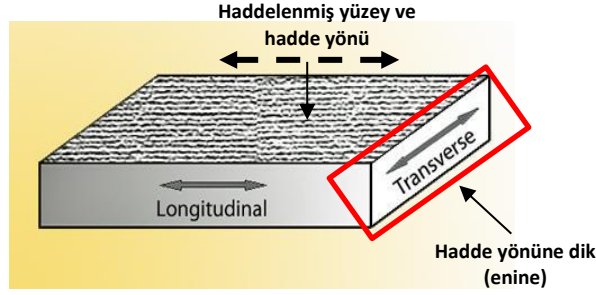 Haddelenmiş yüzey ve
hadde yönü
Longitudinal
Transverse
Hadde yönüne dik
(enine)